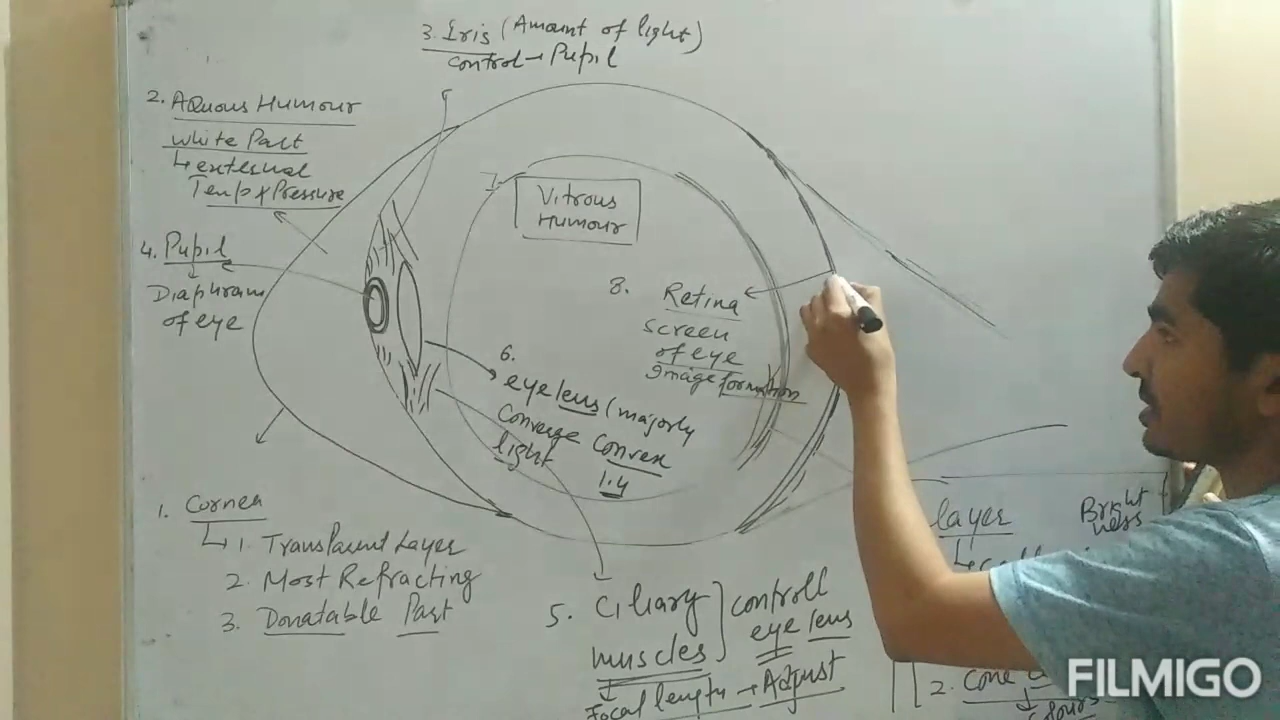 3. Iris (Amount of light)
control → Pupil
2. Aquous Humour
White Part
↳ external
Temp & Pressure
4. Pupil
↓
Diaphram
of eye
7.
Vitrous
Humour
8. Retina
screen
of eye
Image formation
6.
eye lens (majorly
Converge Convex
light 1.4
1. Cornea
↳ 1. Transparent Layer
2. Most Refracting
3. Donatable Part
5. Ciliary
muscles
controll
eye lens
Focal length → Adjust
layer
Bright
ness
2. Cone
FILMIGO